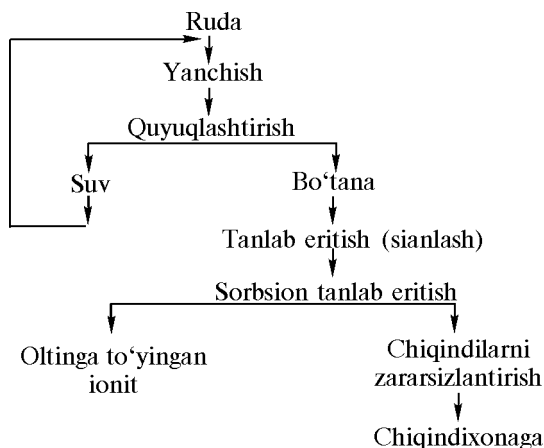 Ruda
Yanchish
Quyuqlashtirish
Suv
Bo‘tana
Tanlab eritish (sianlash)
Sorbsion tanlab eritish
Oltinga to‘yingan
ionit
Chiqindilarni
zararsizlantirish
Chiqindixonaga